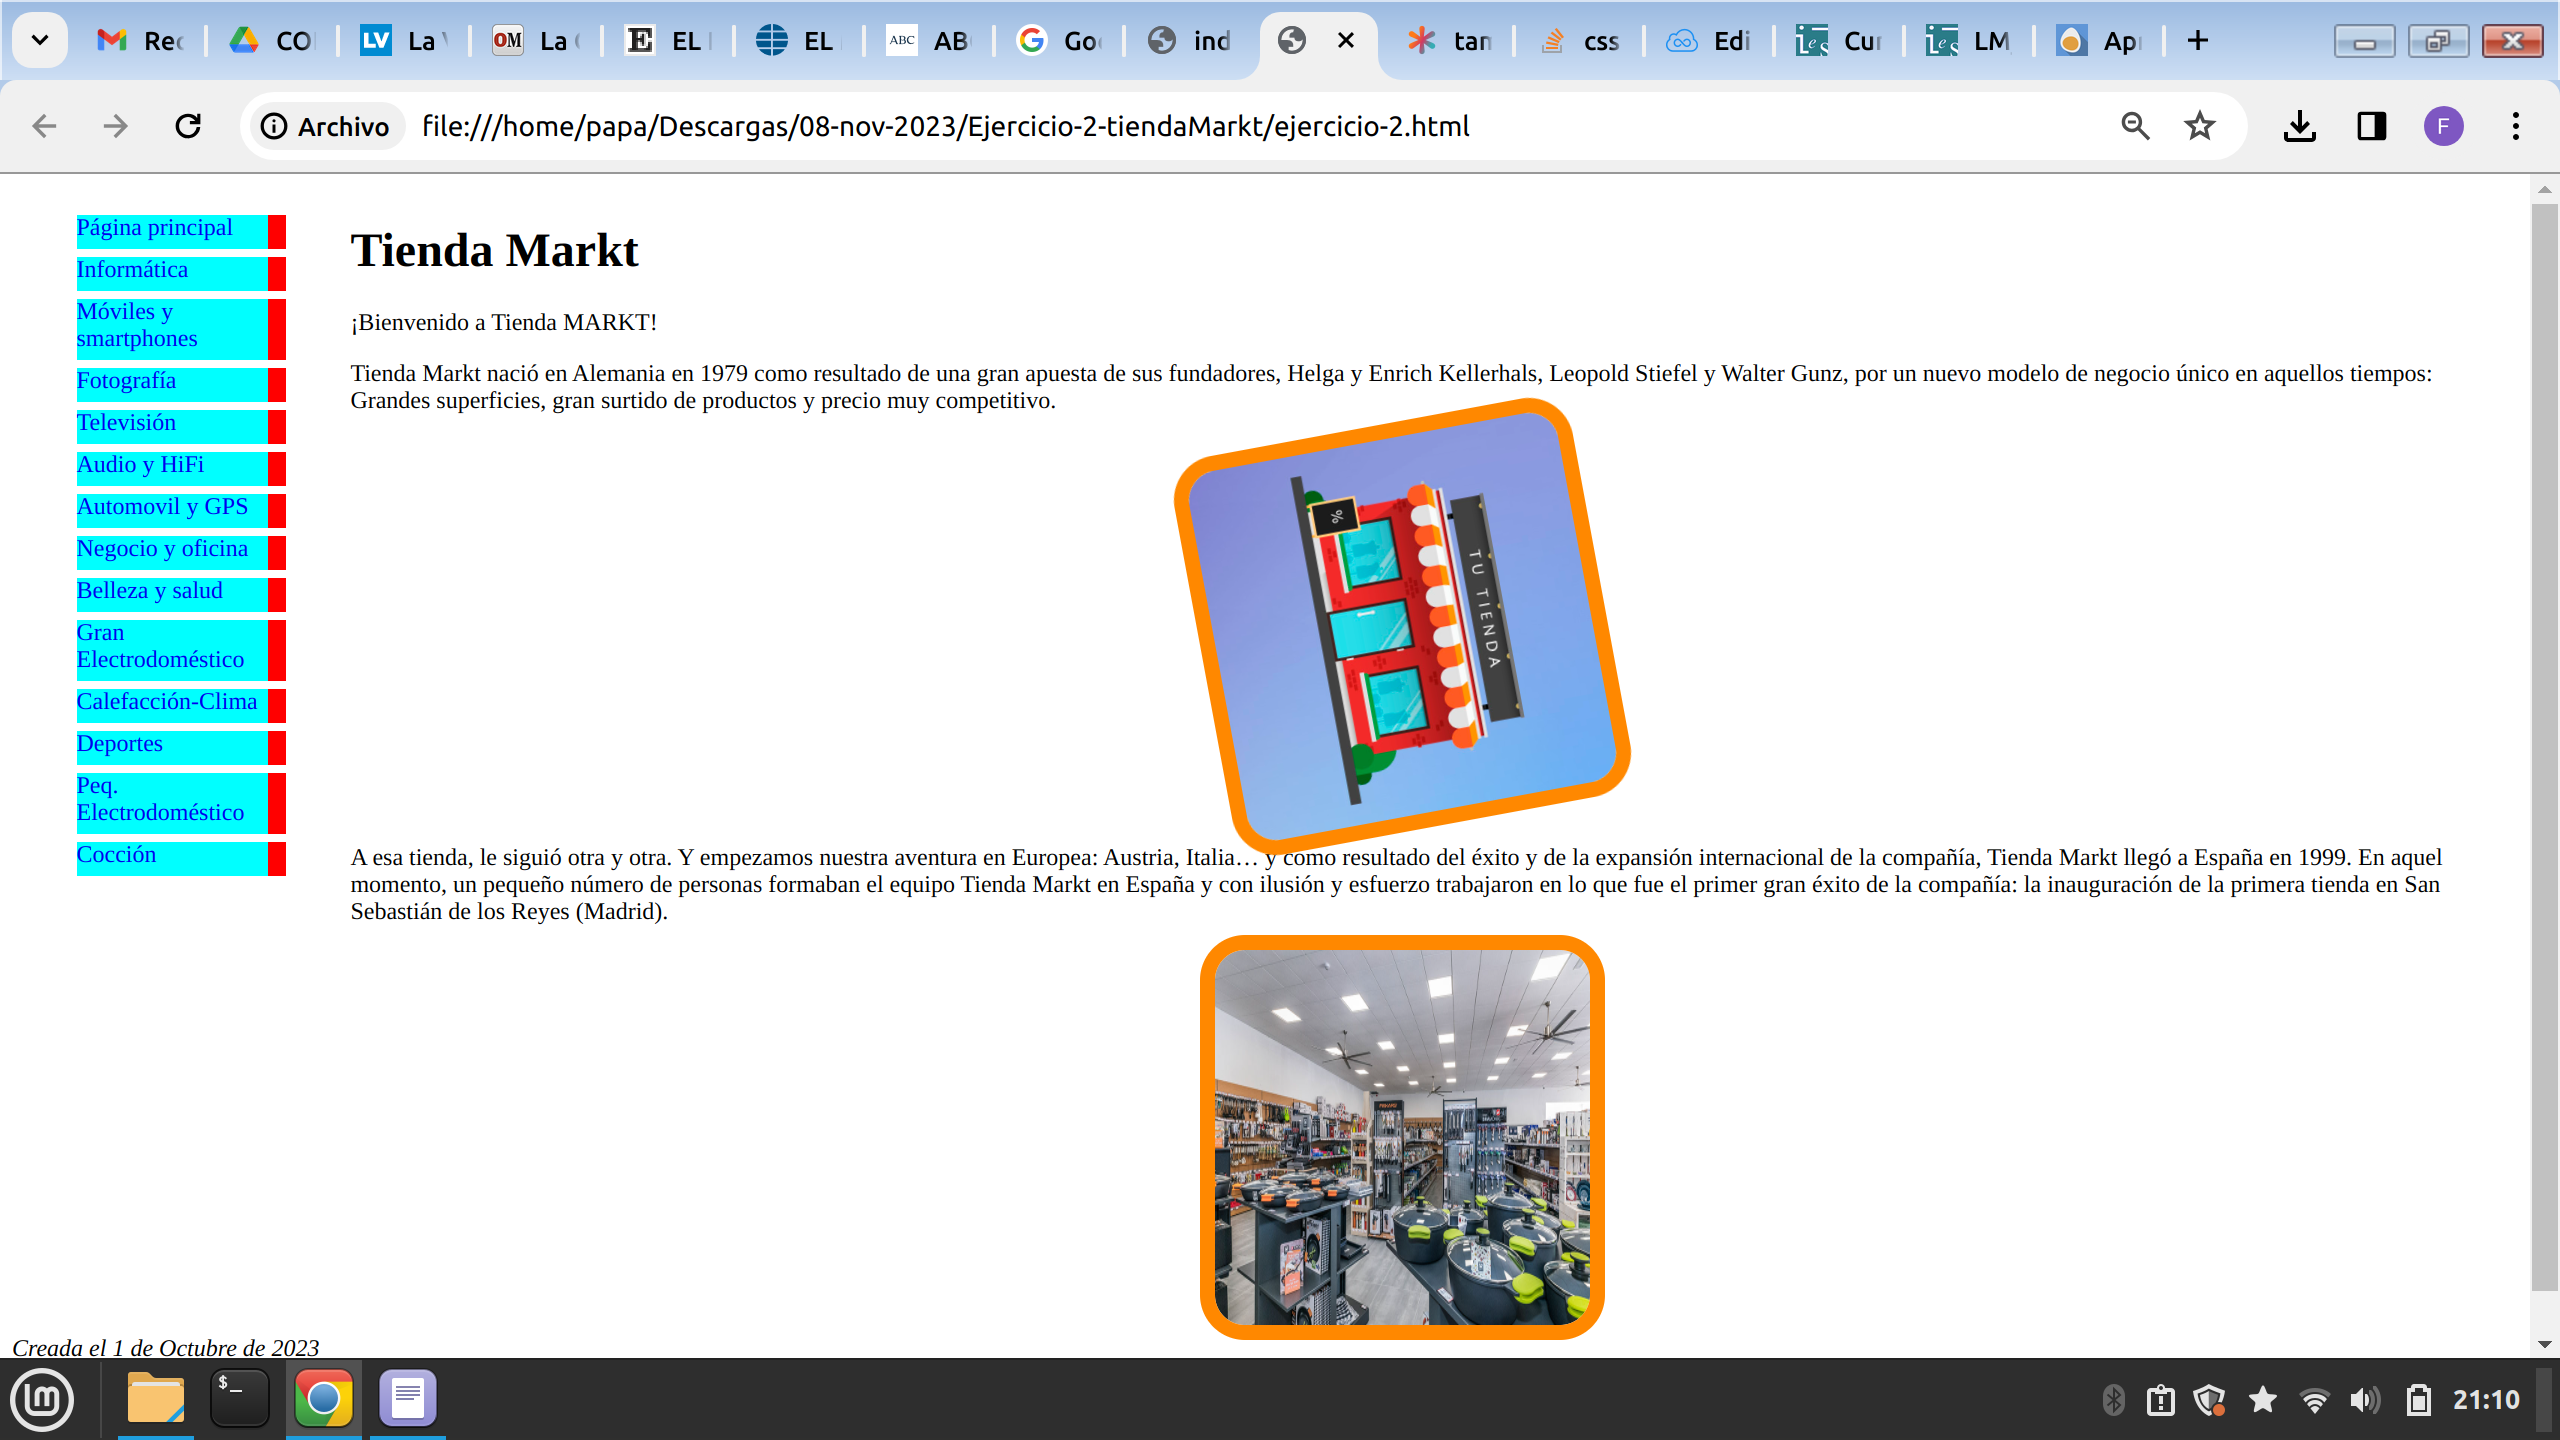 Rec
CO
LV La V
OM La
E EL
EL
ABC AB
Go
ind
tan
css
Edi
Cur
LM
Ap
Archivo file:///home/papa/Descargas/08-nov-2023/Ejercicio-2-tiendaMarkt/ejercicio-2.html
F
Página principal
Informática
Móviles y
smartphones
Fotografía
Televisión
Audio y HiFi
Automovil y GPS
Negocio y oficina
Belleza y salud
Gran
Electrodoméstico
Calefacción-Clima
Deportes
Peq.
Electrodoméstico
Cocción
Tienda Markt
¡Bienvenido a Tienda MARKT!
Tienda Markt nació en Alemania en 1979 como resultado de una gran apuesta de sus fundadores, Helga y Enrich Kellerhals, Leopold Stiefel y Walter Gunz, por un nuevo modelo de negocio único en aquellos tiempos:
Grandes superficies, gran surtido de productos y precio muy competitivo.
%
TU TIENDA
A esa tienda, le siguió otra y otra. Y empezamos nuestra aventura en Europea: Austria, Italia… y como resultado del éxito y de la expansión internacional de la compañía, Tienda Markt llegó a España en 1999. En aquel
momento, un pequeño número de personas formaban el equipo Tienda Markt en España y con ilusión y esfuerzo trabajaron en lo que fue el primer gran éxito de la compañía: la inauguración de la primera tienda en San
Sebastián de los Reyes (Madrid).
Creada el 1 de Octubre de 2023
$_
21:10